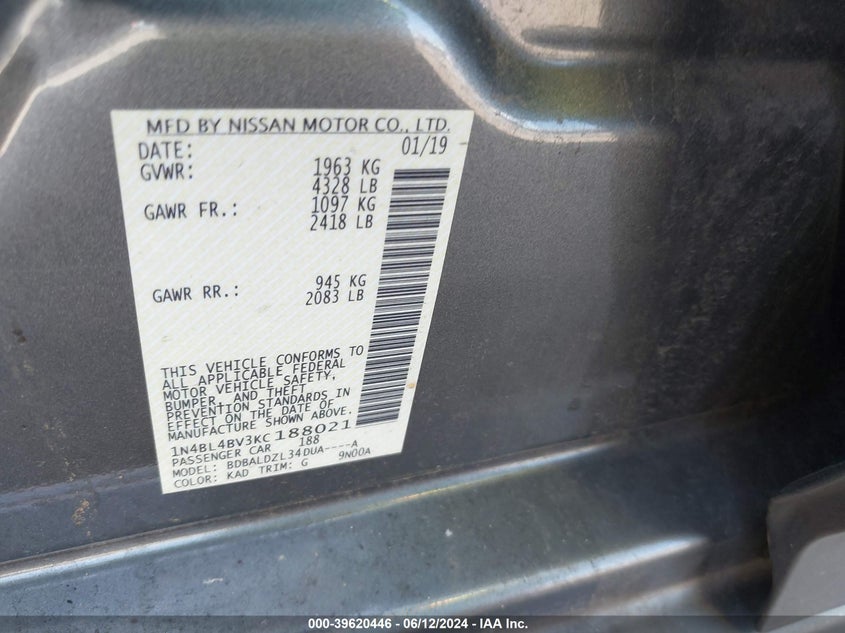 MFD BY NISSAN MOTOR CO., LTD.
DATE: 01/19
GVWR: 1963 KG
4328 LB
GAWR FR.: 1097 KG
2418 LB
GAWR RR.: 945 KG
2083 LB
THIS VEHICLE CONFORMS TO
ALL APPLICABLE FEDERAL
MOTOR VEHICLE SAFETY,
BUMPER, AND THEFT
PREVENTION STANDARDS IN
EFFECT ON THE DATE OF
MANUFACTURE SHOWN ABOVE.
1N4BL4BV3KC188021
PASSENGER CAR 188
MODEL: BDBALDZL34DUA----A
COLOR: KAD TRIM: G 9N00A
000-39620446 - 06/12/2024 - IAA Inc.